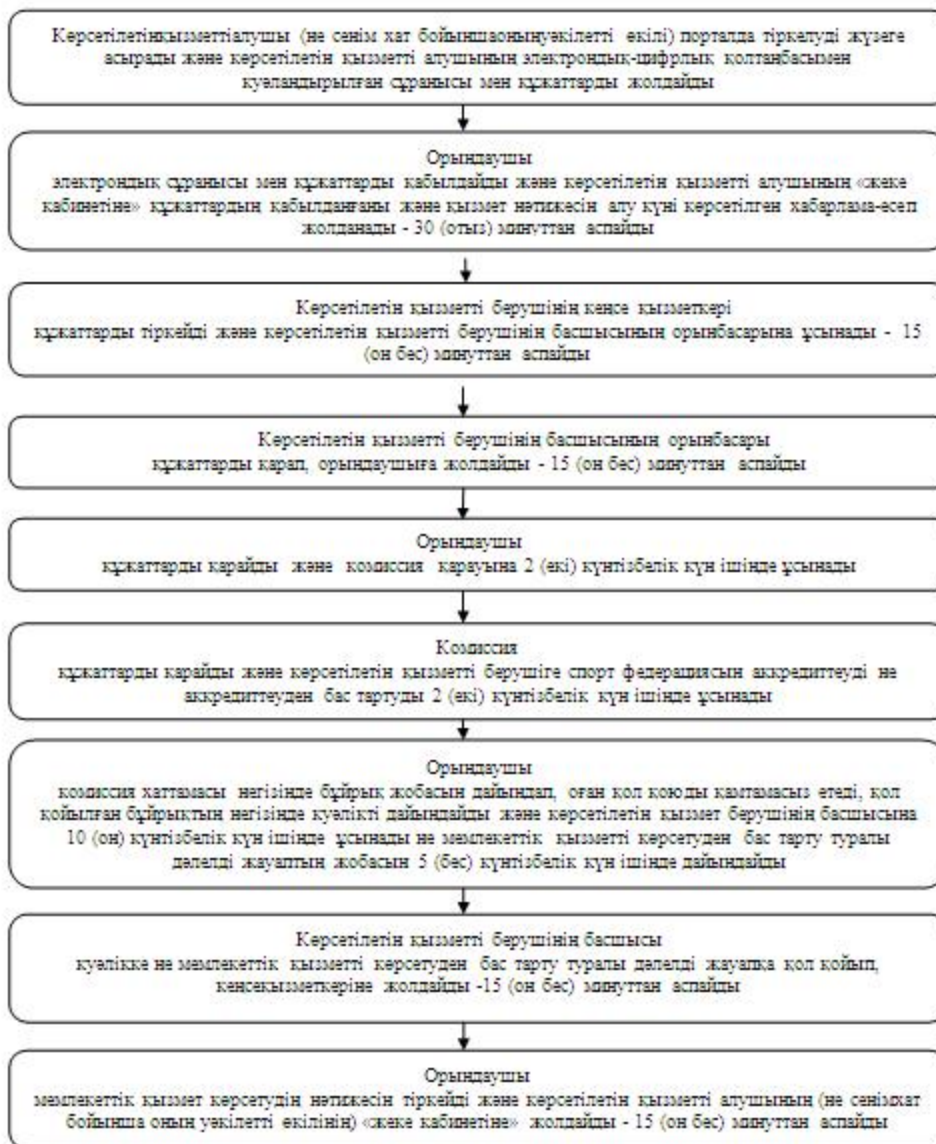 Көрсетілетінқызметтіалушы (не сенім хат бойыншаоныңуәкілетті өкілі) порталда тіркелуді жүзеге
асырады және көрсетілетін қызметті алушының электрондық-цифрлық қолтаңбасымен
куәландырылған сұранысы мен құжаттарды жолдайды
Орындаушы
электрондық сұранысы мен құжаттарды қабылдайды және көрсетілетін қызметті алушының «жеке
кабинетіне» құжаттардың қабылданғаны және қызмет нәтижесін алу күні көрсетілген хабарлама-есеп
жолданады - 30 (отыз) минуттан аспайды
Көрсетілетін қызметті берушінің кеңсе қызметкері
құжаттарды тіркейді және көрсетілетін қызметті берушінің басшысының орынбасарына ұсынады - 15
(он бес) минуттан аспайды
Көрсетілетін қызметті берушінің басшысының орынбасары
құжаттарды қарап, орындаушыға жолдайды - 15 (он бес) минуттан аспайды
Орындаушы
құжаттарды қарайды және комиссия қарауына 2 (екі) күнтізбелік күн ішінде ұсынады
Комиссия
құжаттарды қарайды және көрсетілетін қызметті берушіге спорт федерациясын аккредиттеуді не
аккредиттеуден бас тартуды 2 (екі) күнтізбелік күн ішінде ұсынады
Орындаушы
комиссия хаттамасы негізінде бұйрық жобасын дайындап, оған қол қоюды қамтамасыз етеді, қол
қойылған бұйрықтың негізінде куәлікті дайындайды және көрсетілетін қызмет берушінің басшысына
10 (он) күнтізбелік күн ішінде ұсынады не мемлекеттік қызметті көрсетуден бас тарту туралы
дәлелді жауаптың жобасын 5 (бес) күнтізбелік күн ішінде дайындайды
Көрсетілетін қызметті берушінің басшысы
куәлікке не мемлекеттік қызметті көрсетуден бас тарту туралы дәлелді жауапқа қол қойып,
кеңсеқызметкеріне жолдайды -15 (он бес) минуттан аспайды
Орындаушы
мемлекеттік қызмет көрсетудің нәтижесін тіркейді және көрсетілетін қызметті алушының (не сенімхат
бойынша оның уәкілетті өкілінің) «жеке кабинетіне» жолдайды - 15 (он бес) минуттан аспайды